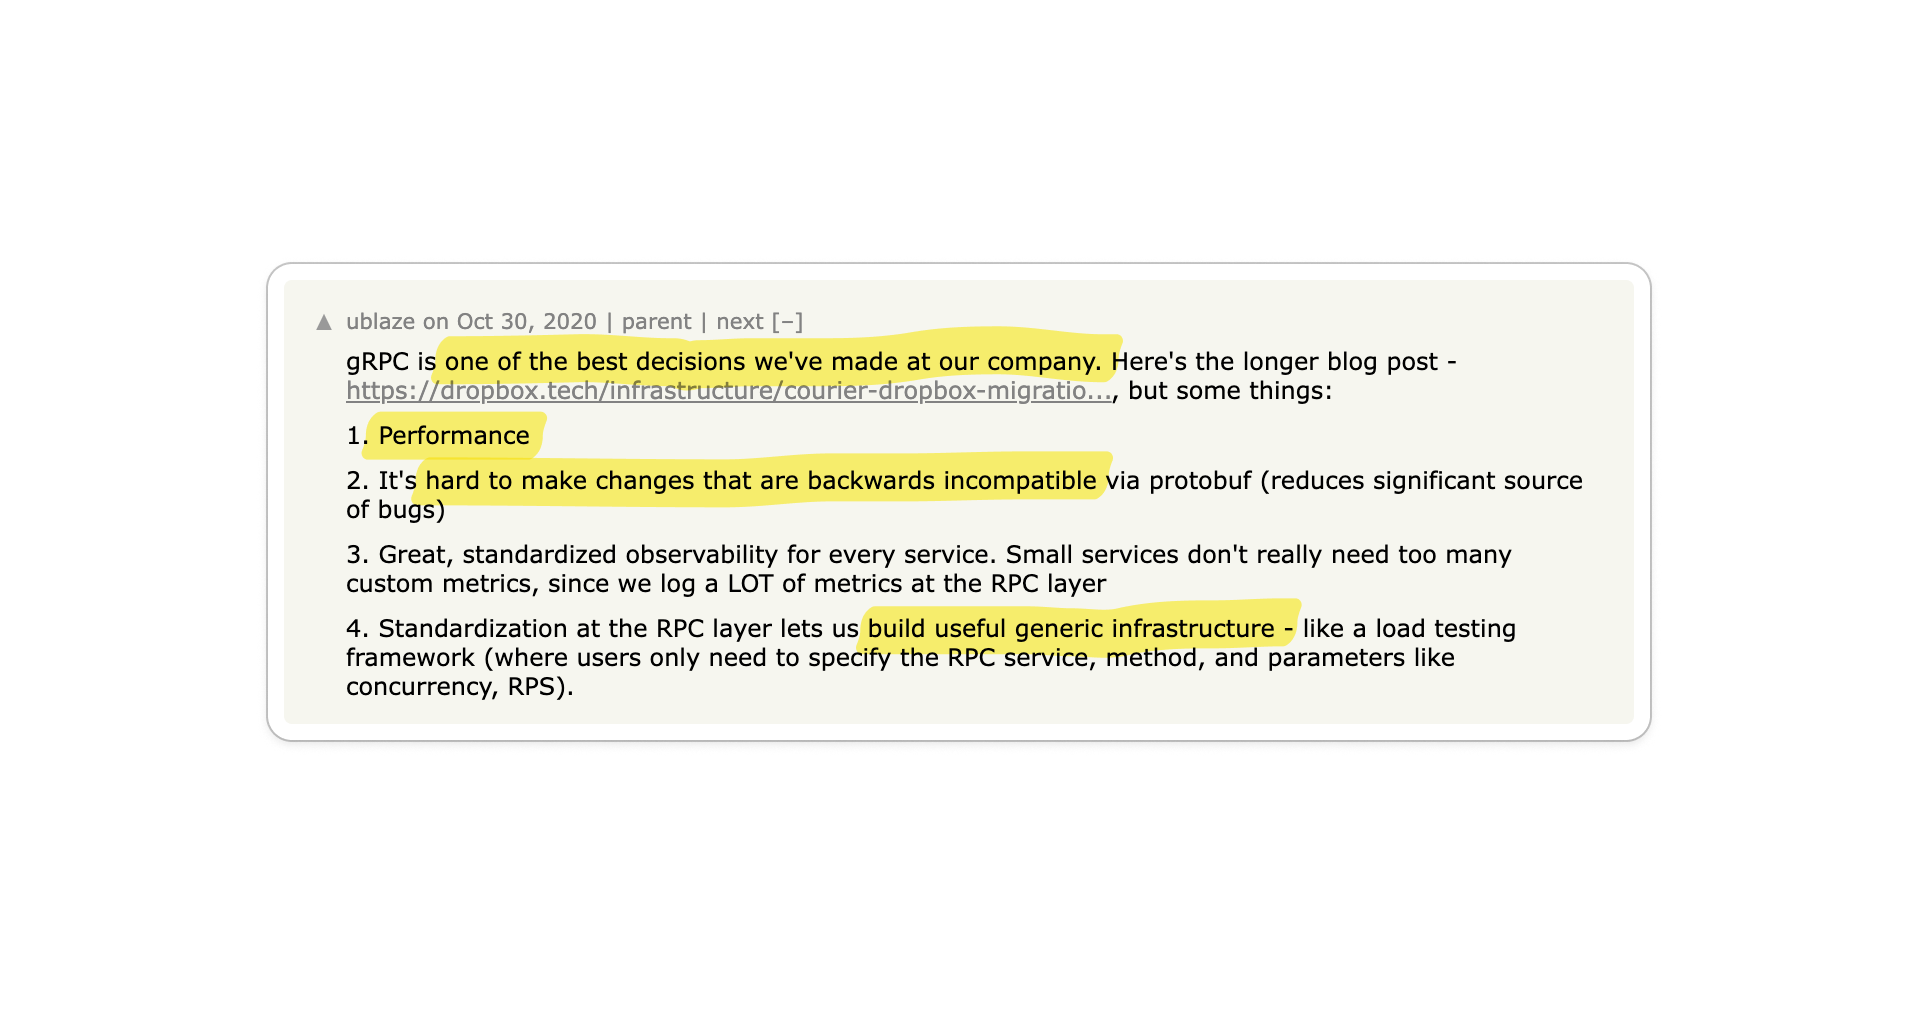 ▲ ublaze on Oct 30, 2020 | parent | next [–]
gRPC is one of the best decisions we've made at our company. Here's the longer blog post -
https://dropbox.tech/infrastructure/courier-dropbox-migratio..., but some things:
1. Performance
2. It's hard to make changes that are backwards incompatible via protobuf (reduces significant source
of bugs)
3. Great, standardized observability for every service. Small services don't really need too many
custom metrics, since we log a LOT of metrics at the RPC layer
4. Standardization at the RPC layer lets us build useful generic infrastructure - like a load testing
framework (where users only need to specify the RPC service, method, and parameters like
concurrency, RPS).